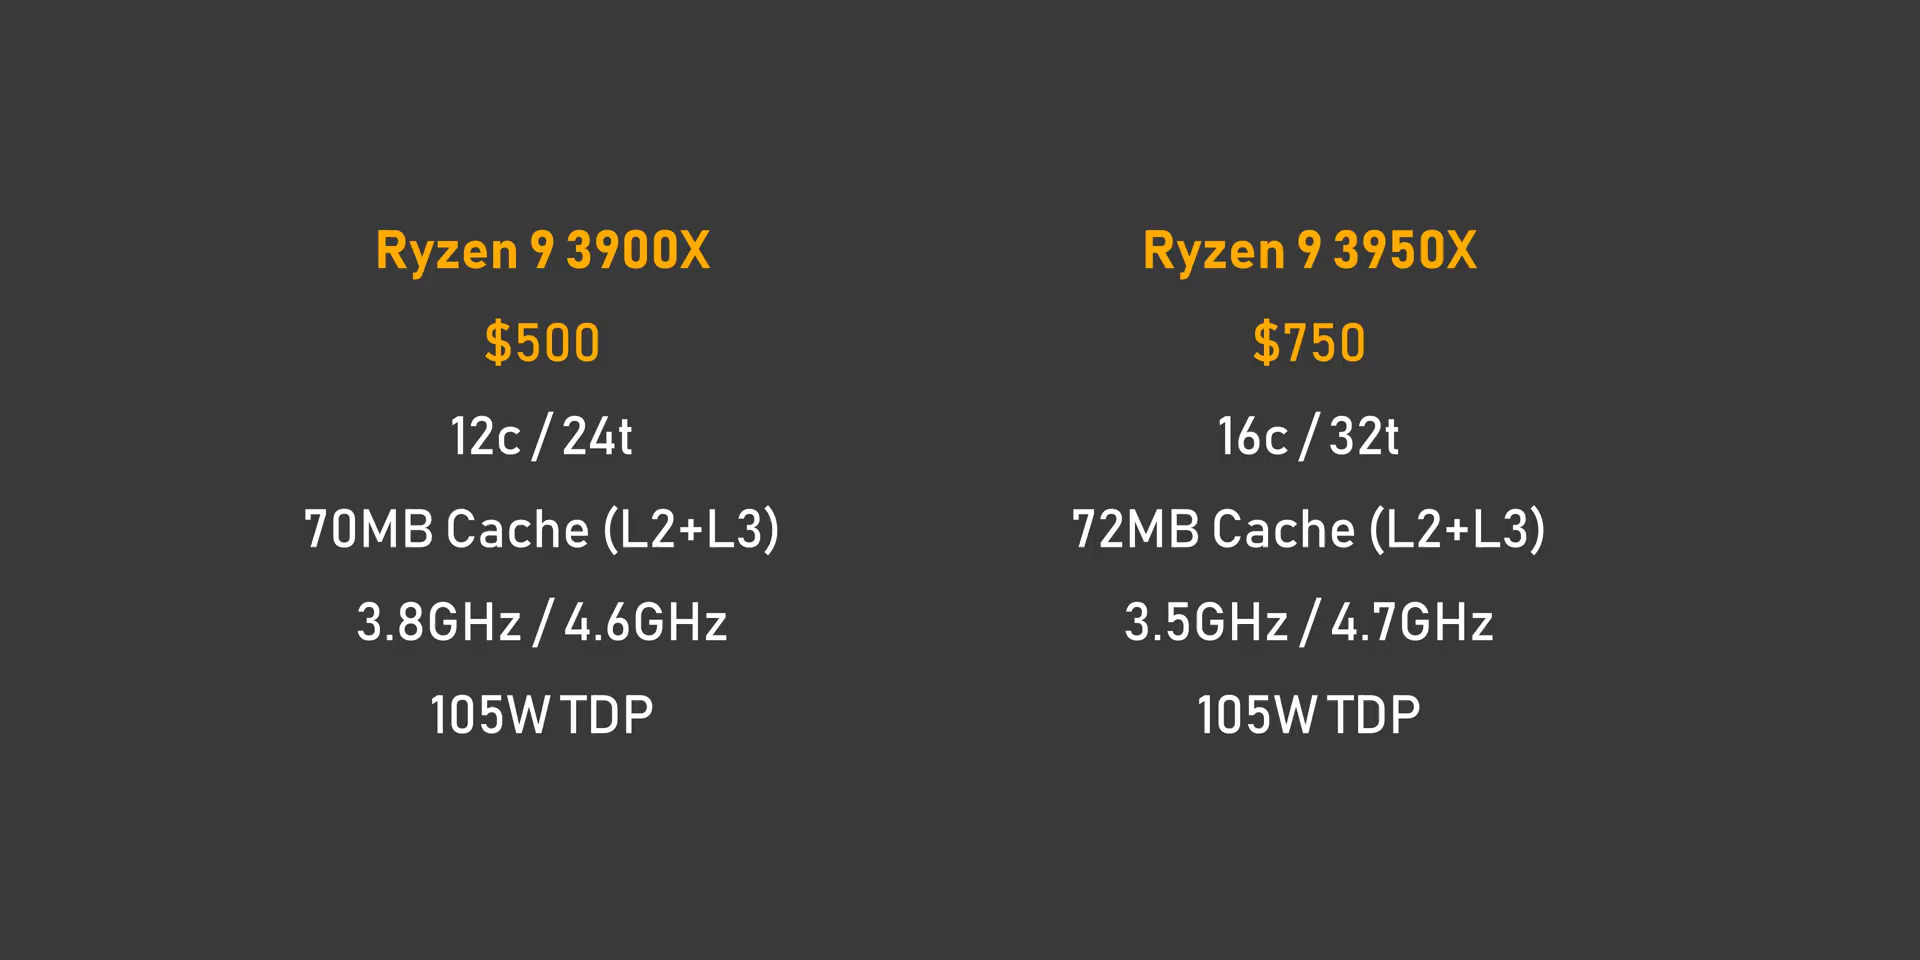 Ryzen 9 3900X
$500
12c / 24t
70MB Cache (L2+L3)
3.8GHz / 4.6GHz
105W TDP
Ryzen 9 3950X
$750
16c / 32t
72MB Cache (L2+L3)
3.5GHz / 4.7GHz
105W TDP